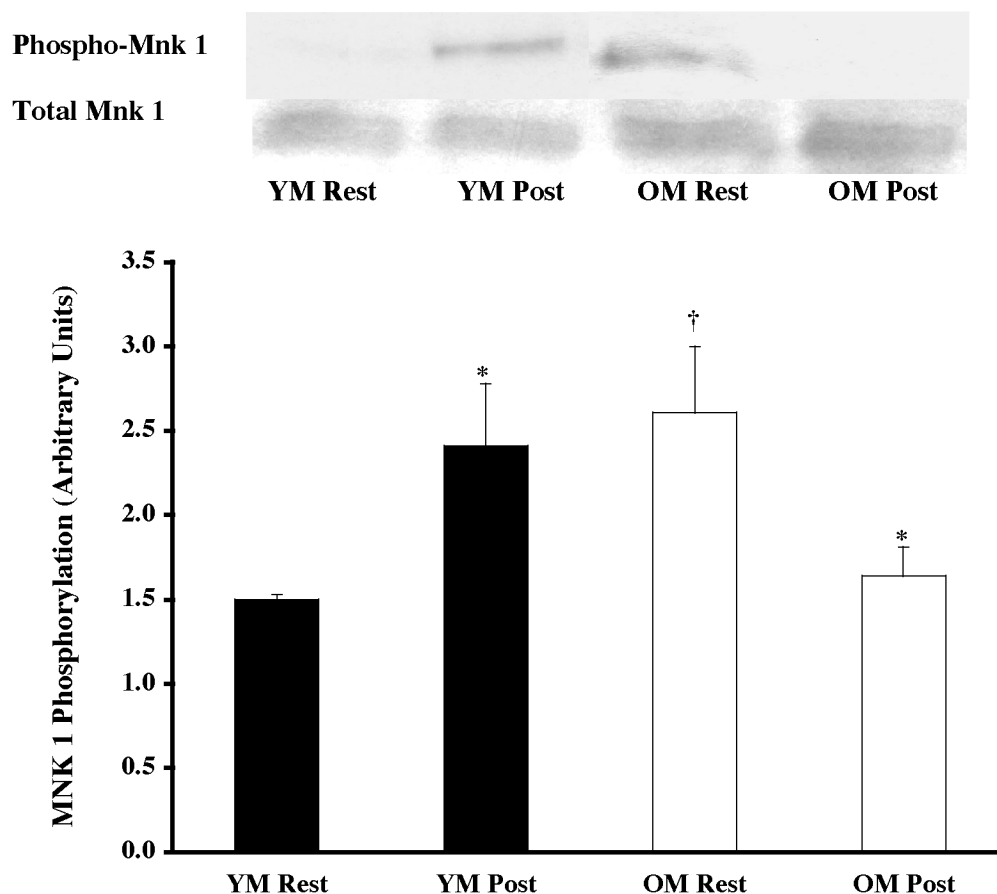 Phospho-Mnk 1
Total Mnk 1
YM Rest YM Post OM Rest OM Post
MNK 1 Phosphorylation (Arbitrary Units)
3.5
3.0
2.5
2.0
1.5
1.0
0.5
0.0
*
†
*
YM Rest YM Post OM Rest OM Post